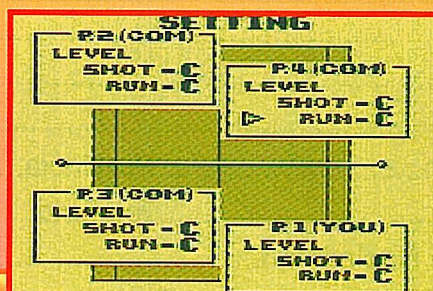 SETTING
P.2(COM)
LEVEL
SHOT-C
RUN-C
P.4(COM)
LEVEL
SHOT-C
RUN-C
P.3(COM)
LEVEL
SHOT-C
RUN-C
P.1(YOU)
LEVEL
SHOT-C
RUN-C